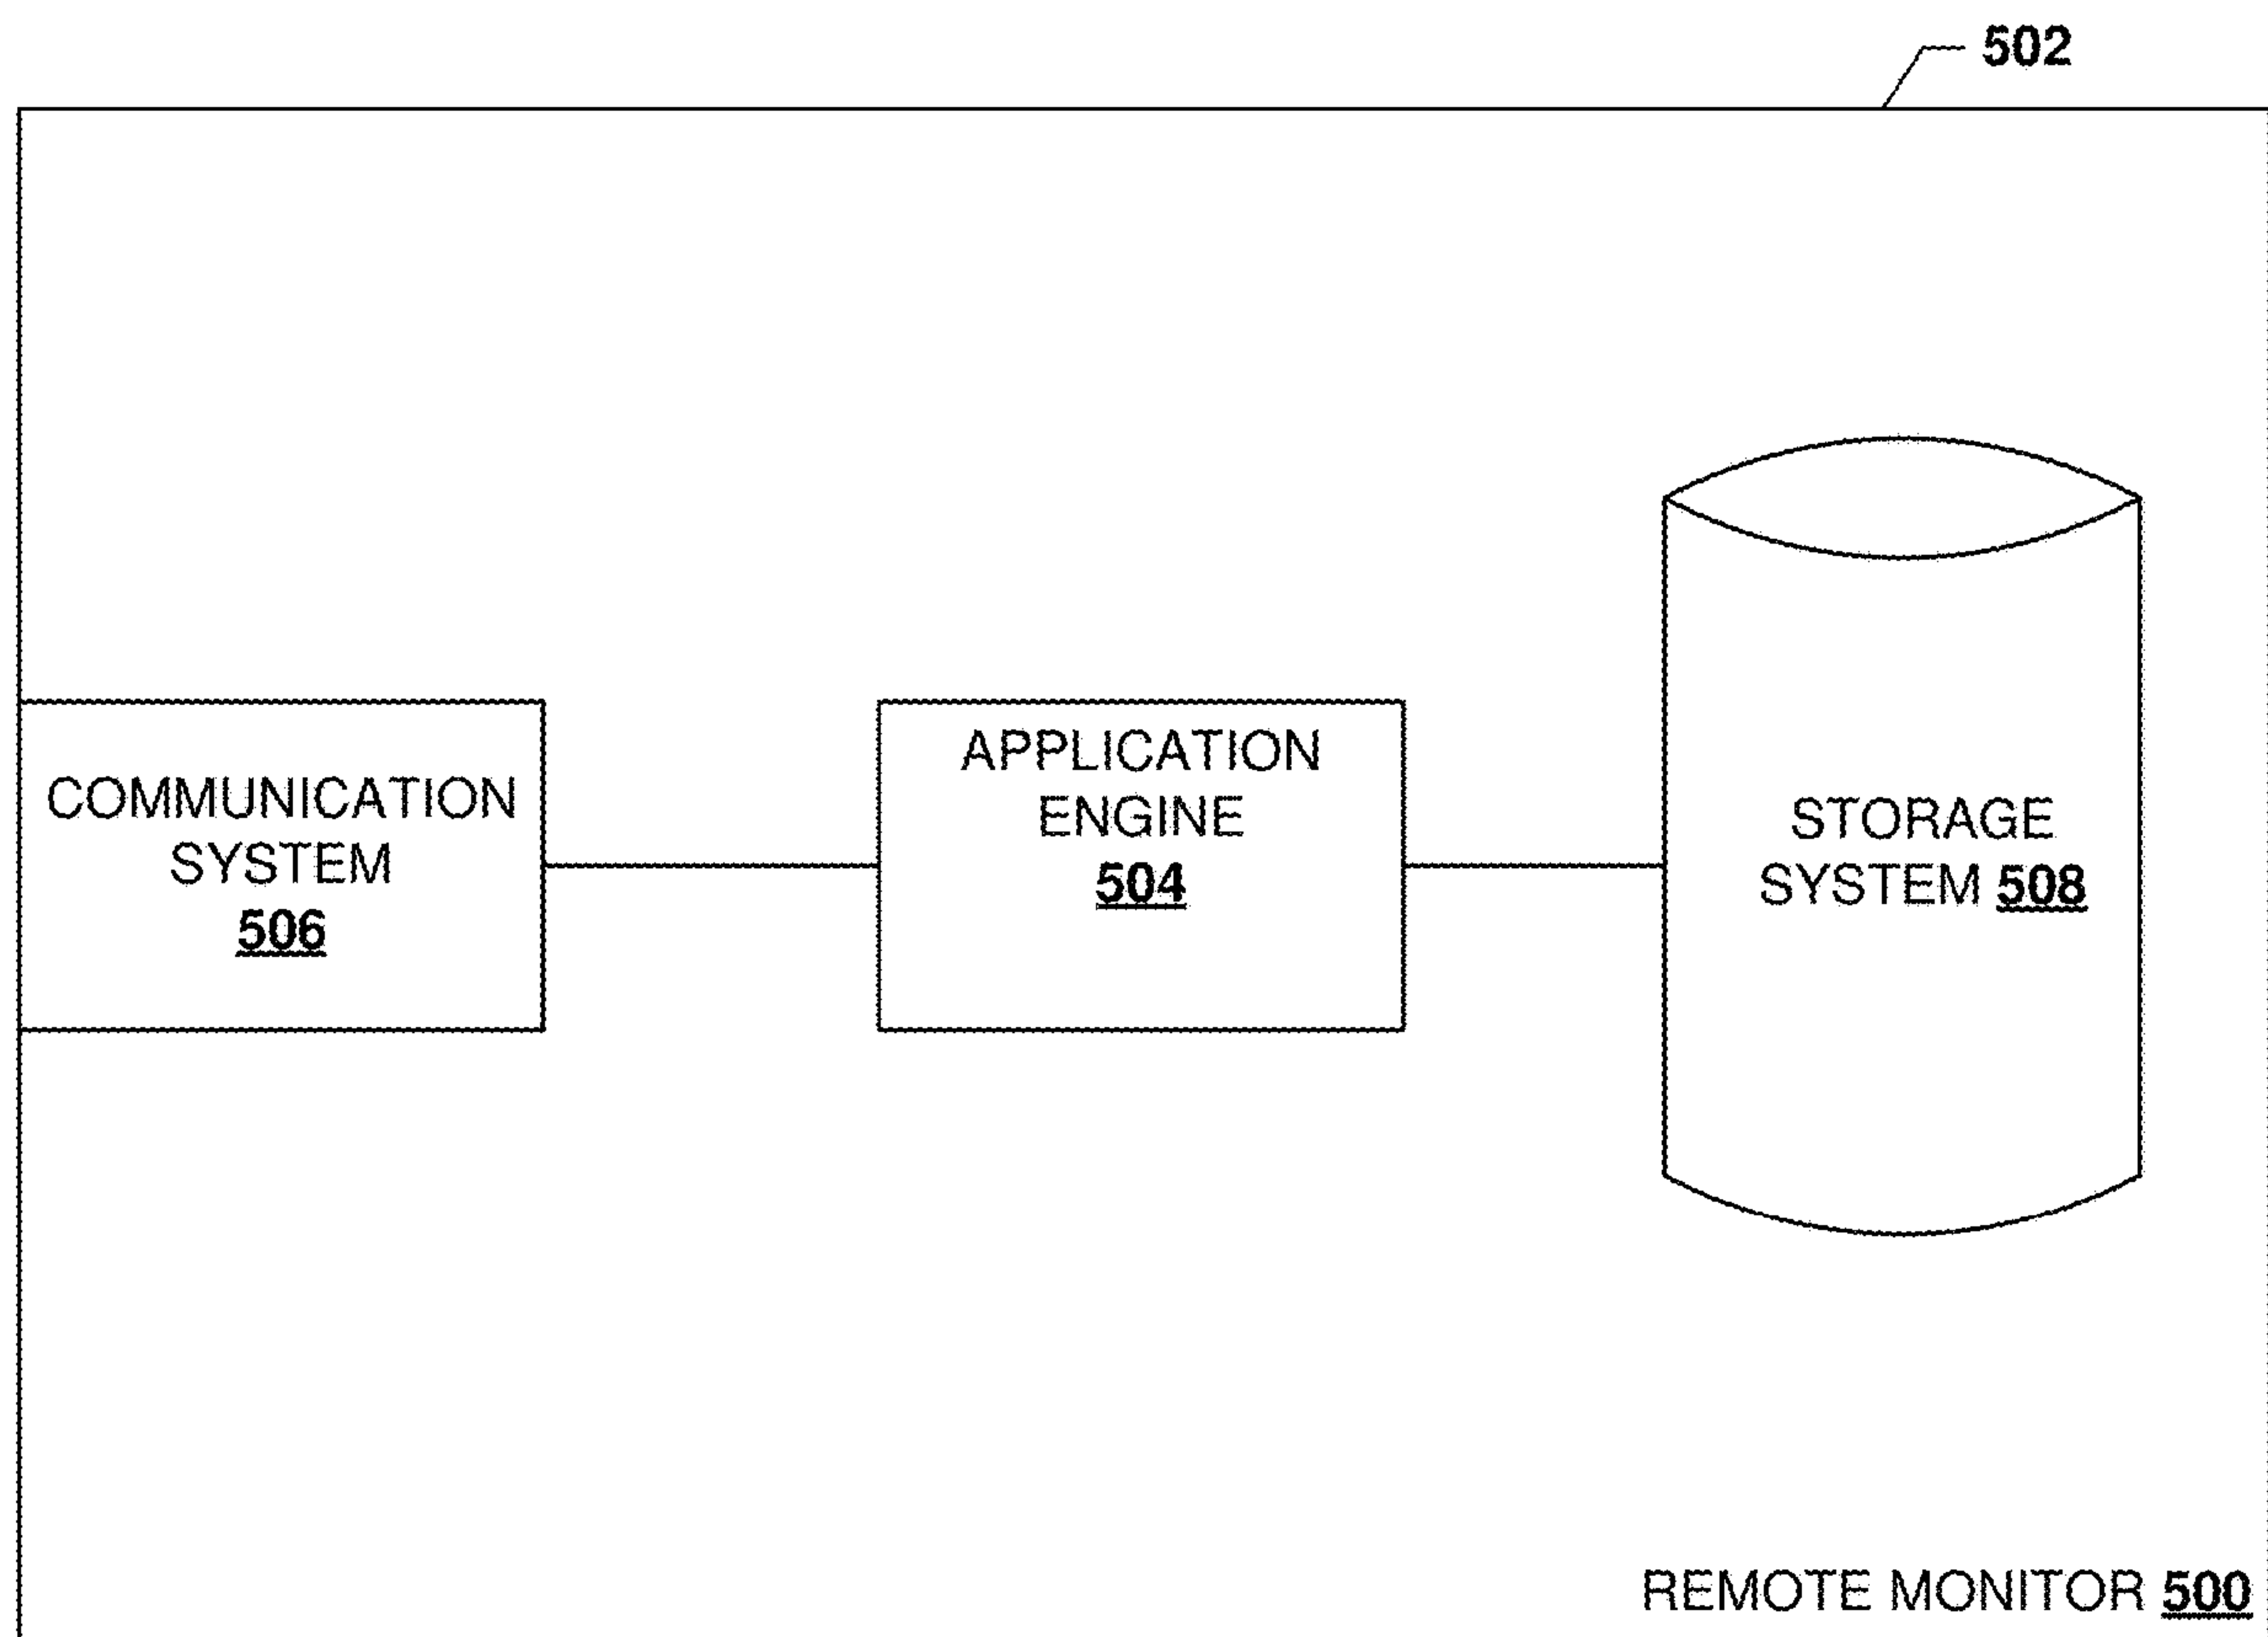 502
COMMUNICATION
SYSTEM
506
APPLICATION
ENGINE
504
STORAGE
SYSTEM 508
REMOTE MONITOR 500